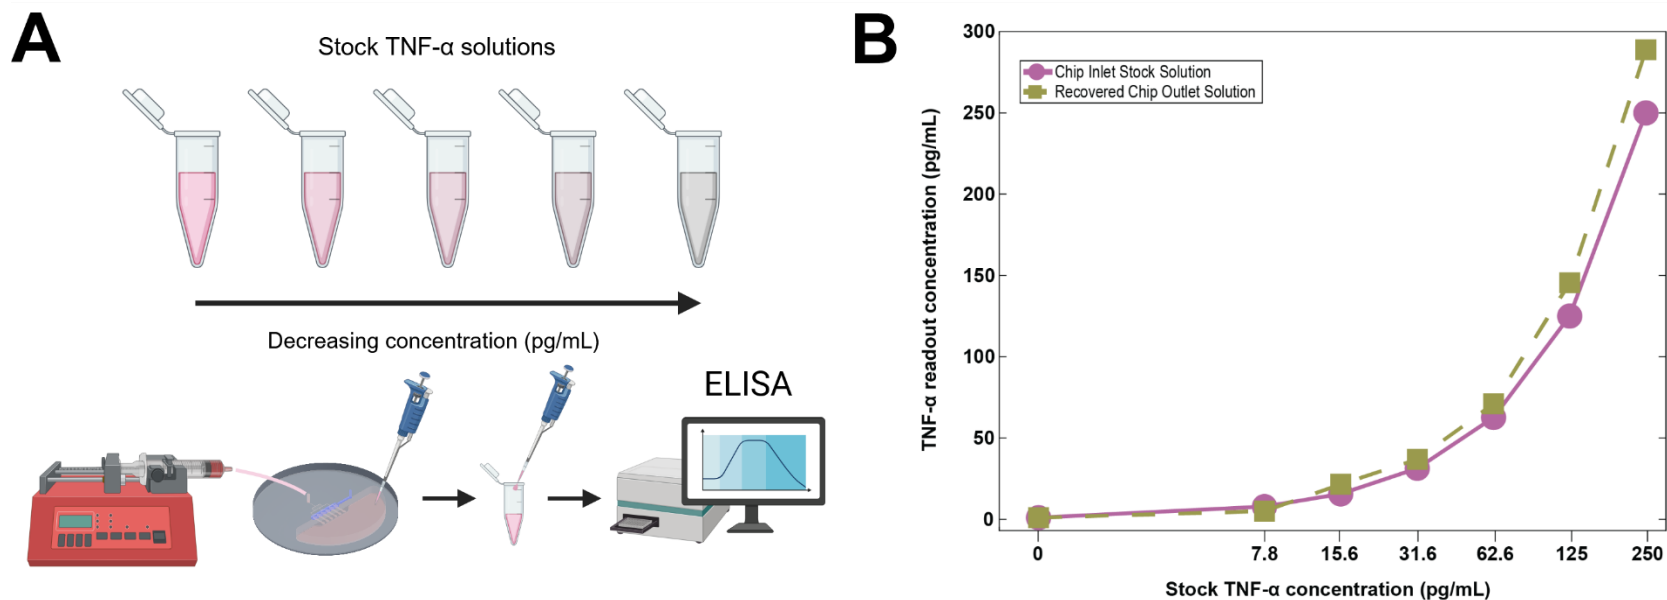 A
Stock TNF-α solutions
Decreasing concentration (pg/mL)
ELISA
B
Chip Inlet Stock Solution
Recovered Chip Outlet Solution
TNF-α readout concentration (pg/mL)
300
250
200
150
100
50
0
0 7.8 15.6 31.6 62.6 125 250
Stock TNF-α concentration (pg/mL)